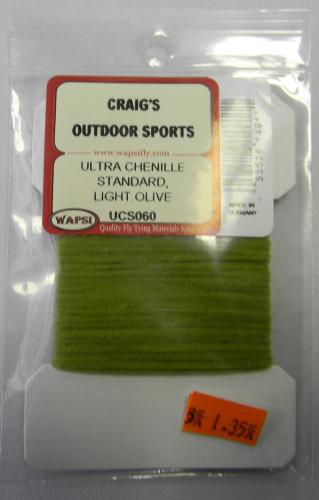 CRAIG'S
OUTDOOR SPORTS
www.wapsifly.com
ULTRA CHENILLE
STANDARD,
LIGHT OLIVE
UCS060
WAPSI
Quality Fly Tying Materials
MADE IN
GERMANY
1.35